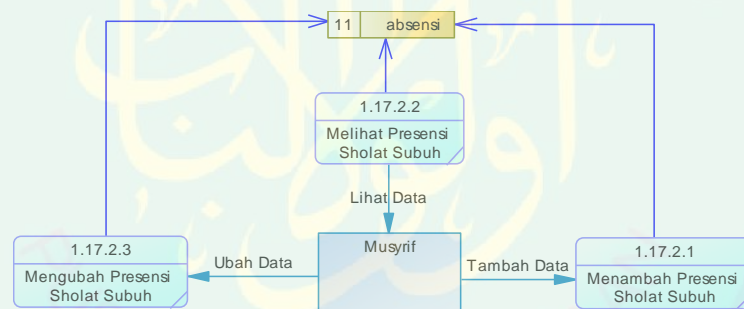 11 absensi
1.17.2.2
Melihat Presensi
Sholat Subuh
Lihat Data
1.17.2.3
Mengubah Presensi
Sholat Subuh
Ubah Data
Musyrif
Tambah Data
1.17.2.1
Menambah Presensi
Sholat Subuh